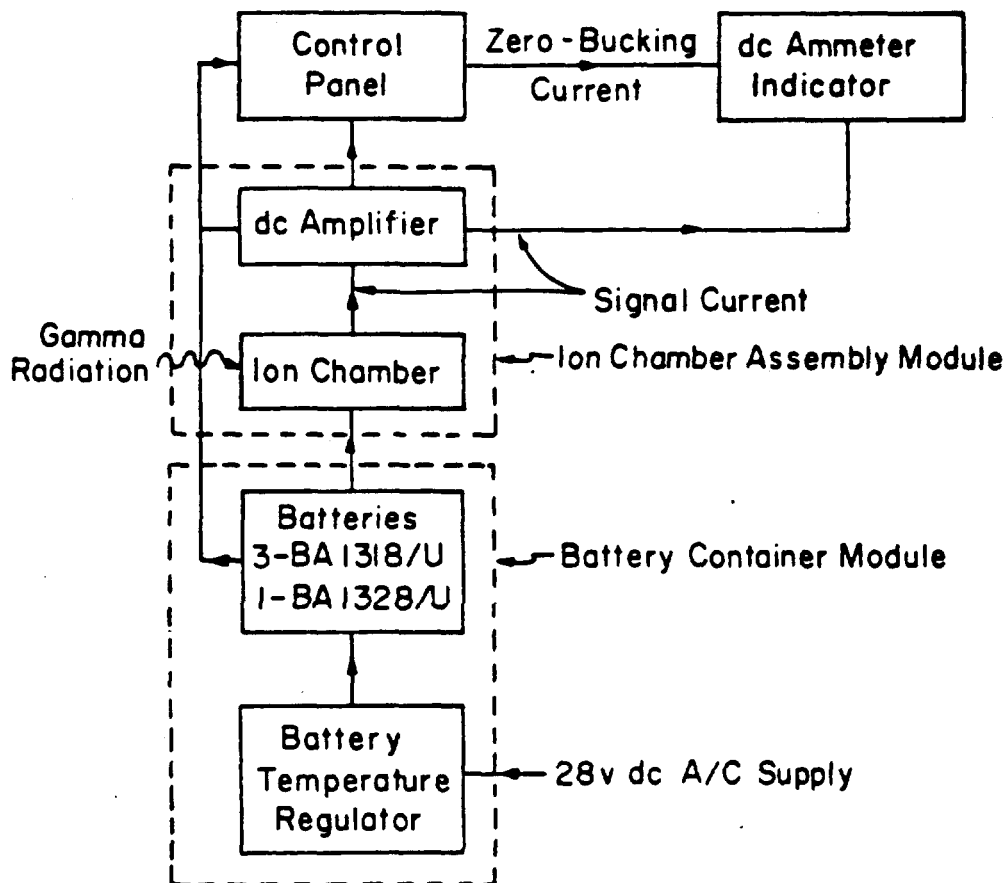 Control
Panel
Zero-Bucking
Current
dc Ammeter
Indicator
dc Amplifier
Signal Current
Gamma
Radiation
Ion Chamber
Ion Chamber Assembly Module
Batteries
3-BA1318/U
1-BA1328/U
Battery Container Module
Battery
Temperature
Regulator
28v dc A/C Supply